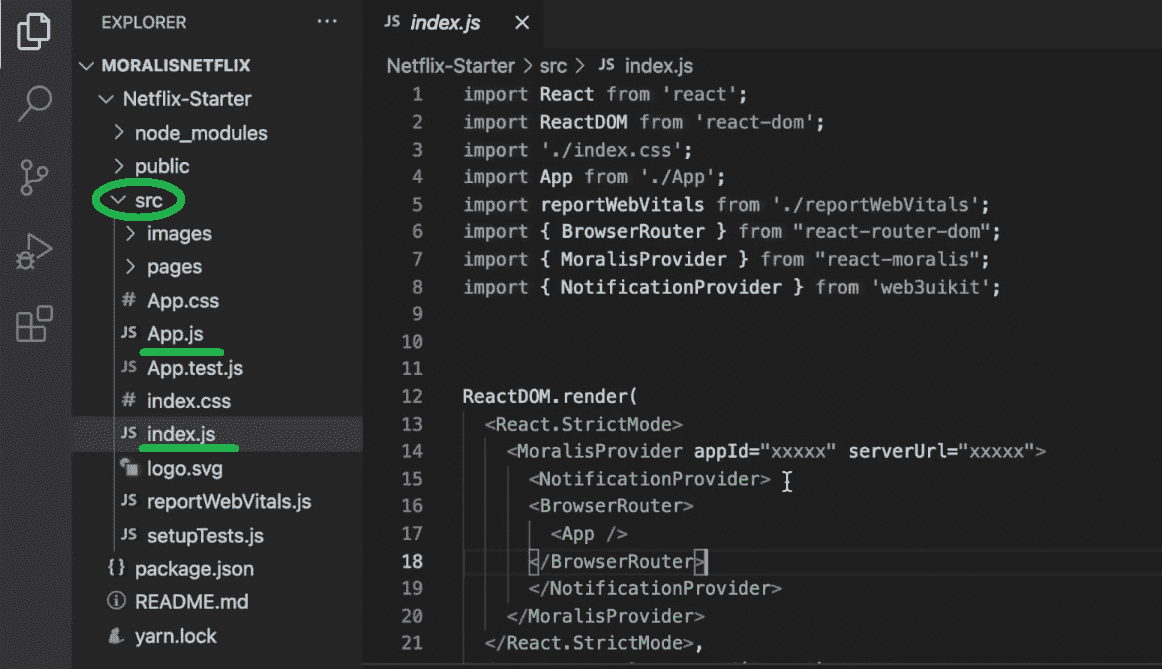 EXPLORER
MORALISNETFLIX
Netflix-Starter
node_modules
public
src
images
pages
# App.css
JS App.js
JS App.test.js
# index.css
JS index.js
logo.svg
JS reportWebVitals.js
JS setupTests.js
{} package.json
README.md
yarn.lock
JS index.js
Netflix-Starter > src > JS index.js
1 import React from 'react';
2 import ReactDOM from 'react-dom';
3 import './index.css';
4 import App from './App';
5 import reportWebVitals from './reportWebVitals';
6 import { BrowserRouter } from "react-router-dom";
7 import { MoralisProvider } from "react-moralis";
8 import { NotificationProvider } from 'web3uikit';
9
10
11
12 ReactDOM.render(
13 <React.StrictMode>
14 <MoralisProvider appId="xxxxx" serverUrl="xxxxx">
15 <NotificationProvider>
16 <BrowserRouter>
17 <App />
18 </BrowserRouter>
19 </NotificationProvider>
20 </MoralisProvider>
21 </React.StrictMode>,